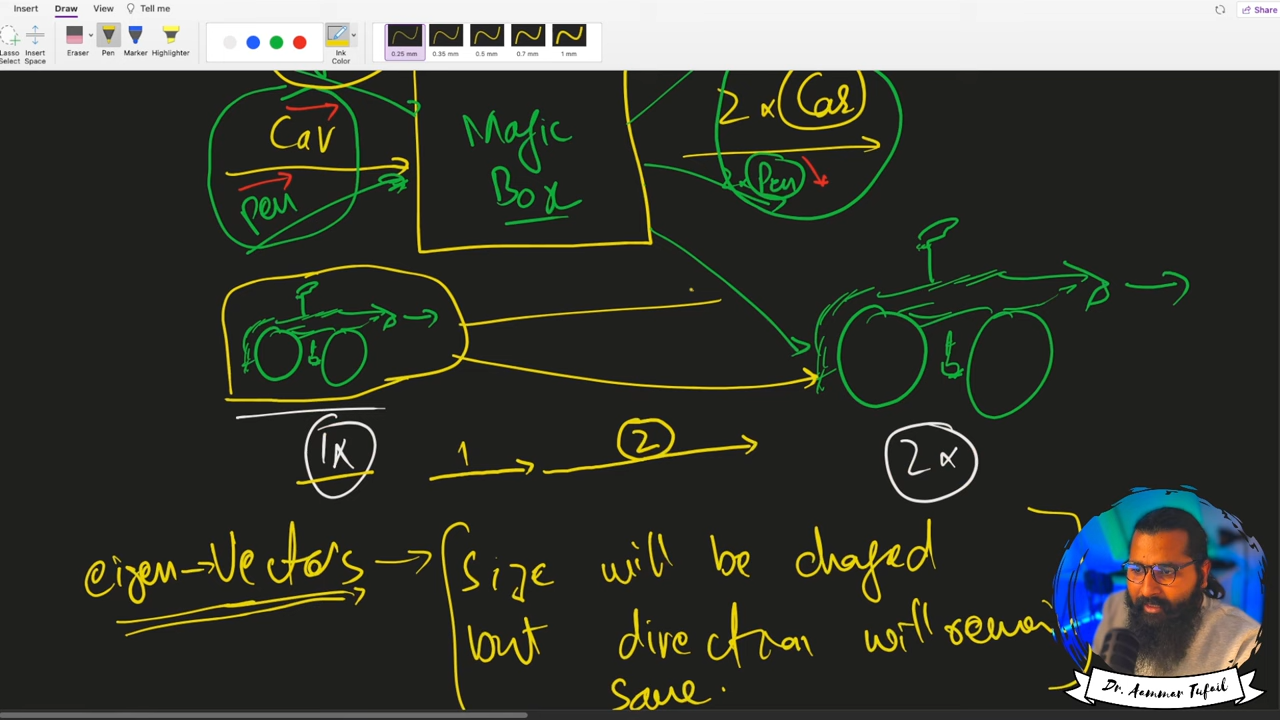 Insert Draw View Tell me
Share
Lasso Select
Insert Space
Eraser
Pen
Marker
Highlighter
Ink Color
0.25 mm 0.35 mm 0.5 mm 0.7 mm 1 mm
Car
Pen
Magic
Box
2 x Car
2 x Pen
1x
1
2
2x
eigen-Vectors → Size will be chaged
but direction will remai
same.
Dr. Aammar Tufail